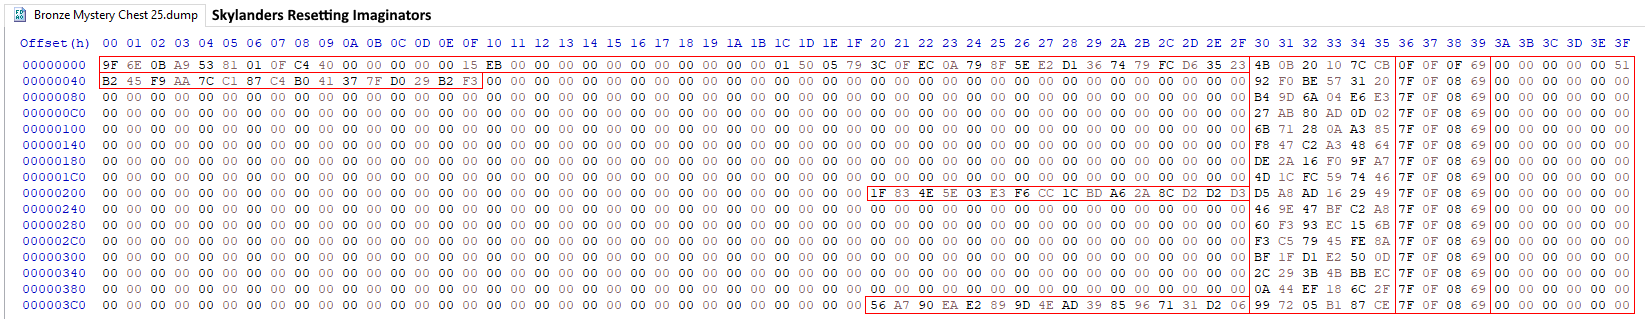 Bronze Mystery Chest 25.dump Skylanders Resetting Imaginators
Offset(h) 00 01 02 03 04 05 06 07 08 09 0A 0B 0C 0D 0E 0F 10 11 12 13 14 15 16 17 18 19 1A 1B 1C 1D 1E 1F 20 21 22 23 24 25 26 27 28 29 2A 2B 2C 2D 2E 2F 30 31 32 33 34 35 36 37 38 39 3A 3B 3C 3D 3E 3F
00000000 9F 6E 0B A9 53 81 01 0F C4 40 00 00 00 00 00 15 EB 00 00 00 00 00 00 00 00 00 00 00 01 50 05 79 3C 0F EC 0A 79 8F 5E E2 D1 36 74 79 FC D6 35 23 4B 0B 20 10 7C CB 0F 0F 0F 69 00 00 00 00 00 51
00000040 B2 45 F9 AA 7C C1 87 C4 B0 41 37 7F D0 29 B2 F3 00 00 00 00 00 00 00 00 00 00 00 00 00 00 00 00 00 00 00 00 00 00 00 00 00 00 00 00 00 00 00 00 92 F0 BE 57 31 20 7F 0F 08 69 00 00 00 00 00 00
00000080 00 00 00 00 00 00 00 00 00 00 00 00 00 00 00 00 00 00 00 00 00 00 00 00 00 00 00 00 00 00 00 00 00 00 00 00 00 00 00 00 00 00 00 00 00 00 00 00 B4 9D 6A 04 E6 E3 7F 0F 08 69 00 00 00 00 00 00
000000C0 00 00 00 00 00 00 00 00 00 00 00 00 00 00 00 00 00 00 00 00 00 00 00 00 00 00 00 00 00 00 00 00 00 00 00 00 00 00 00 00 00 00 00 00 00 00 00 00 27 AB 80 AD 0D 02 7F 0F 08 69 00 00 00 00 00 00
00000100 00 00 00 00 00 00 00 00 00 00 00 00 00 00 00 00 00 00 00 00 00 00 00 00 00 00 00 00 00 00 00 00 00 00 00 00 00 00 00 00 00 00 00 00 00 00 00 00 6B 71 28 0A A3 85 7F 0F 08 69 00 00 00 00 00 00
00000140 00 00 00 00 00 00 00 00 00 00 00 00 00 00 00 00 00 00 00 00 00 00 00 00 00 00 00 00 00 00 00 00 00 00 00 00 00 00 00 00 00 00 00 00 00 00 00 00 F8 47 C2 A3 48 64 7F 0F 08 69 00 00 00 00 00 00
00000180 00 00 00 00 00 00 00 00 00 00 00 00 00 00 00 00 00 00 00 00 00 00 00 00 00 00 00 00 00 00 00 00 00 00 00 00 00 00 00 00 00 00 00 00 00 00 00 00 DE 2A 16 F0 9F A7 7F 0F 08 69 00 00 00 00 00 00
000001C0 00 00 00 00 00 00 00 00 00 00 00 00 00 00 00 00 00 00 00 00 00 00 00 00 00 00 00 00 00 00 00 00 00 00 00 00 00 00 00 00 00 00 00 00 00 00 00 00 4D 1C FC 59 74 46 7F 0F 08 69 00 00 00 00 00 00
00000200 00 00 00 00 00 00 00 00 00 00 00 00 00 00 00 00 00 00 00 00 00 00 00 00 00 00 00 00 00 00 00 00 1F 83 4E 5E 03 E3 F6 CC 1C BD A6 2A 8C D2 D2 D3 D5 A8 AD 16 29 49 7F 0F 08 69 00 00 00 00 00 00
00000240 00 00 00 00 00 00 00 00 00 00 00 00 00 00 00 00 00 00 00 00 00 00 00 00 00 00 00 00 00 00 00 00 00 00 00 00 00 00 00 00 00 00 00 00 00 00 00 00 46 9E 47 BF C2 A8 7F 0F 08 69 00 00 00 00 00 00
00000280 00 00 00 00 00 00 00 00 00 00 00 00 00 00 00 00 00 00 00 00 00 00 00 00 00 00 00 00 00 00 00 00 00 00 00 00 00 00 00 00 00 00 00 00 00 00 00 00 60 F3 93 EC 15 6B 7F 0F 08 69 00 00 00 00 00 00
000002C0 00 00 00 00 00 00 00 00 00 00 00 00 00 00 00 00 00 00 00 00 00 00 00 00 00 00 00 00 00 00 00 00 00 00 00 00 00 00 00 00 00 00 00 00 00 00 00 00 F3 C5 79 45 FE 8A 7F 0F 08 69 00 00 00 00 00 00
00000300 00 00 00 00 00 00 00 00 00 00 00 00 00 00 00 00 00 00 00 00 00 00 00 00 00 00 00 00 00 00 00 00 00 00 00 00 00 00 00 00 00 00 00 00 00 00 00 00 BF 1F D1 E2 50 0D 7F 0F 08 69 00 00 00 00 00 00
00000340 00 00 00 00 00 00 00 00 00 00 00 00 00 00 00 00 00 00 00 00 00 00 00 00 00 00 00 00 00 00 00 00 00 00 00 00 00 00 00 00 00 00 00 00 00 00 00 00 2C 29 3B 4B BB EC 7F 0F 08 69 00 00 00 00 00 00
00000380 00 00 00 00 00 00 00 00 00 00 00 00 00 00 00 00 00 00 00 00 00 00 00 00 00 00 00 00 00 00 00 00 00 00 00 00 00 00 00 00 00 00 00 00 00 00 00 00 0A 44 EF 18 6C 2F 7F 0F 08 69 00 00 00 00 00 00
000003C0 00 00 00 00 00 00 00 00 00 00 00 00 00 00 00 00 00 00 00 00 00 00 00 00 00 00 00 00 00 00 00 00 56 A7 90 EA E2 89 9D 4E AD 39 85 96 71 31 D2 06 99 72 05 B1 87 CE 7F 0F 08 69 00 00 00 00 00 00